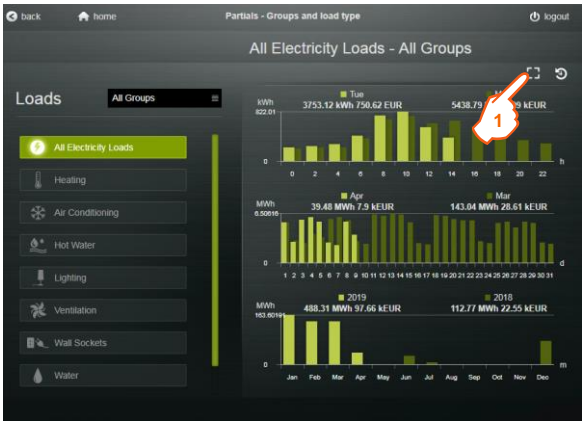 back home Partials - Groups and load type logout
All Electricity Loads - All Groups
Loads All Groups
All Electricity Loads
Heating
Air Conditioning
Hot Water
Lighting
Ventilation
Wall Sockets
Water
kWh Tue
822.01 3753.12 kWh 750.62 EUR 5438.79
0
0 2 4 6 8 10 12 14 16 18 20 22 h
1
MWh Apr Mar
6.50616 39.48 MWh 7.9 kEUR 143.04 MWh 28.61 kEUR
0
1 2 3 4 5 6 7 8 9 10 11 12 13 14 15 16 17 18 19 20 21 22 23 24 25 26 27 28 29 30 31 d
MWh 2019 2018
163.60191 488.31 MWh 97.66 kEUR 112.77 MWh 22.55 kEUR
0
Jan Feb Mar Apr May Jun Jul Aug Sep Oct Nov Dec m